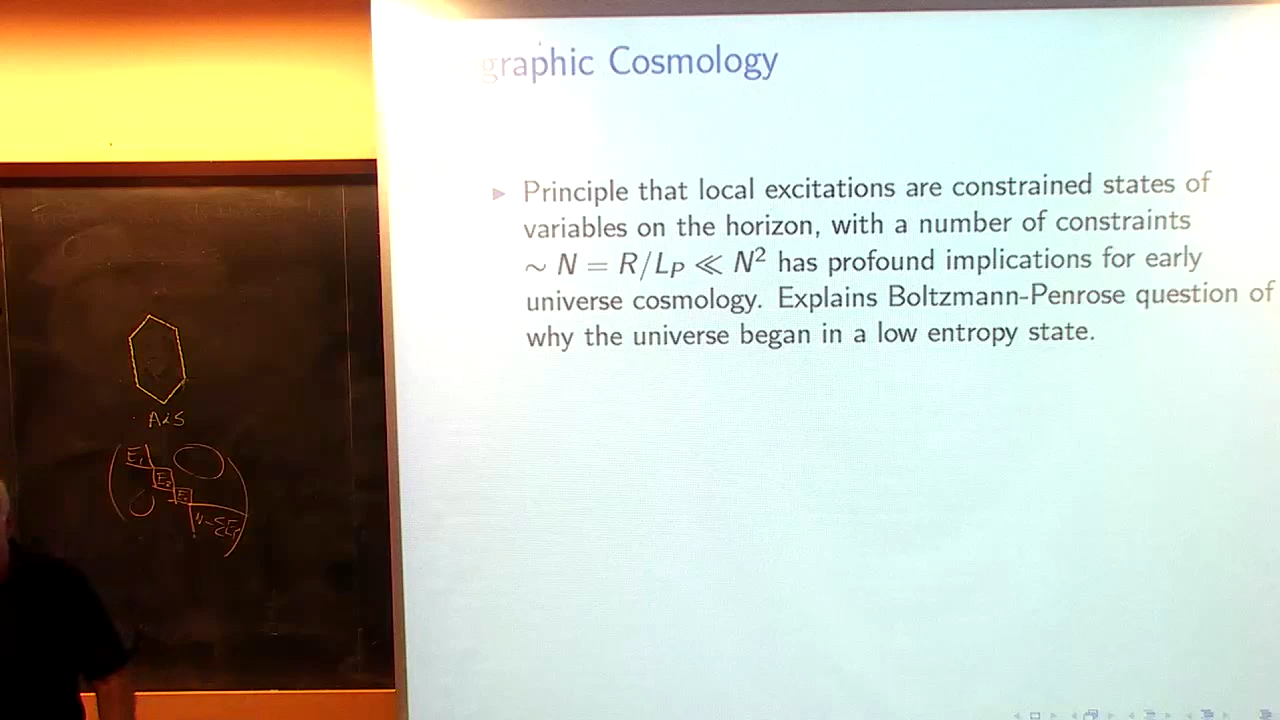 graphic Cosmology
▶ Principle that local excitations are constrained states of
variables on the horizon, with a number of constraints
∼ N = R/L_P ≪ N² has profound implications for early
universe cosmology. Explains Boltzmann-Penrose question of
why the universe began in a low entropy state.
E₁
E₂